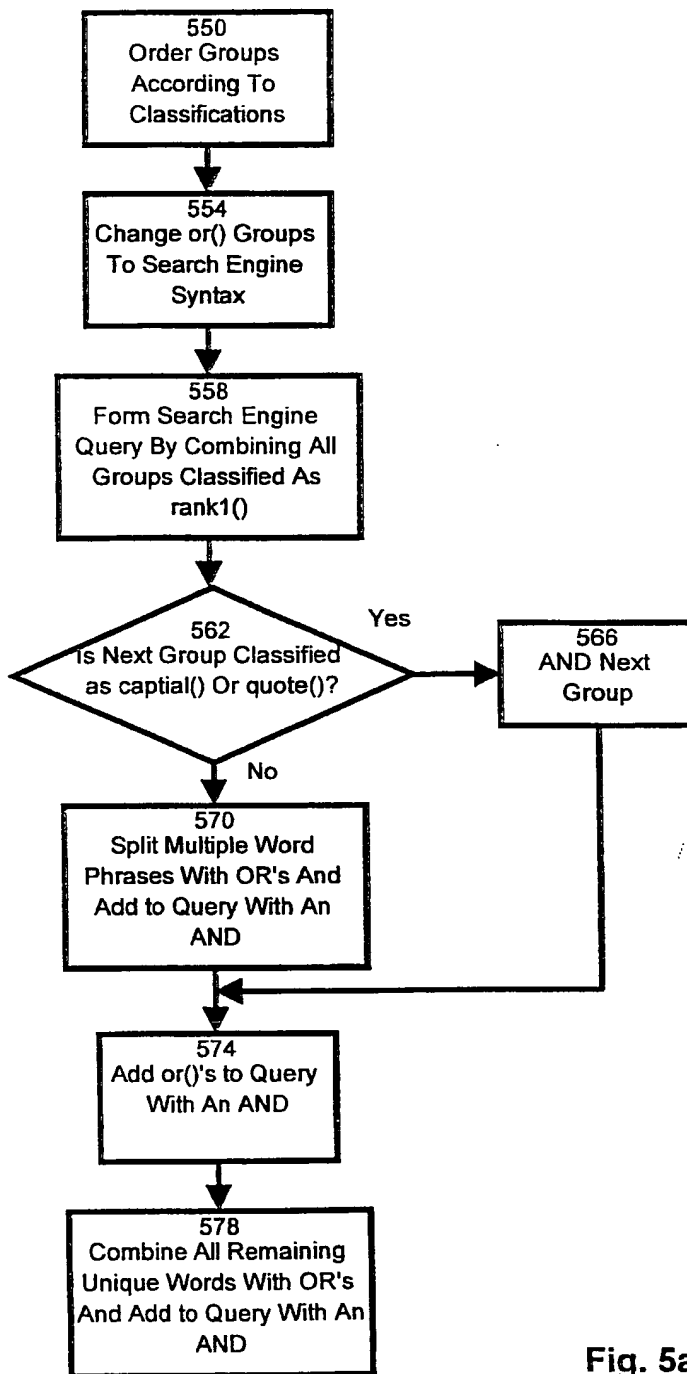 550
Order Groups
According To
Classifications
554
Change or() Groups
To Search Engine
Syntax
558
Form Search Engine
Query By Combining All
Groups Classified As
rank1()
562
Is Next Group Classified
as captial() Or quote()?
Yes
566
AND Next
Group
No
570
Split Multiple Word
Phrases With OR's And
Add to Query With An
AND
574
Add or()'s to Query
With An AND
578
Combine All Remaining
Unique Words With OR's
And Add to Query With An
AND
Fig. 5a